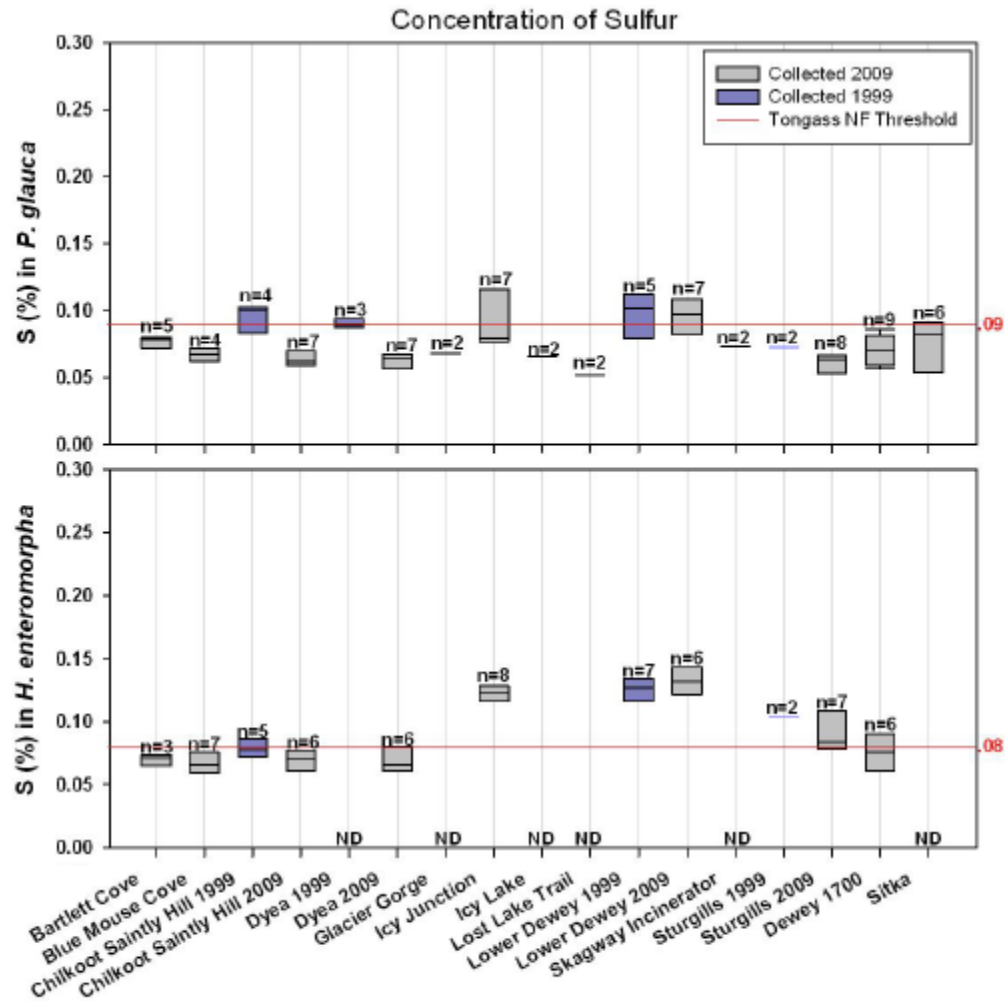 Concentration of Sulfur
0.30
0.25
0.20
0.15
0.10
0.05
0.00
S (%) in P. glauca
Collected 2009
Collected 1999
Tongass NF Threshold
n=5
n=4
n=4
n=7
n=3
n=7
n=2
n=7
n=2
n=2
n=5
n=7
n=2
n=2
n=8
n=9
n=6
.09
0.30
0.25
0.20
0.15
0.10
0.05
0.00
S (%) in H. enteromorpha
n=3
n=7
n=5
n=6
ND
n=6
ND
n=8
ND
ND
n=7
n=6
ND
n=2
n=7
n=6
ND
.08
Bartlett Cove
Blue Mouse Cove
Chilkoot Saintly Hill 1999
Chilkoot Saintly Hill 2009
Dyea 1999
Dyea 2009
Glacier Gorge
Icy Junction
Icy Lake
Lost Lake Trail
Lower Dewey 1999
Lower Dewey 2009
Skagway Incinerator
Sturgills 1999
Sturgills 2009
Dewey 1700
Sitka